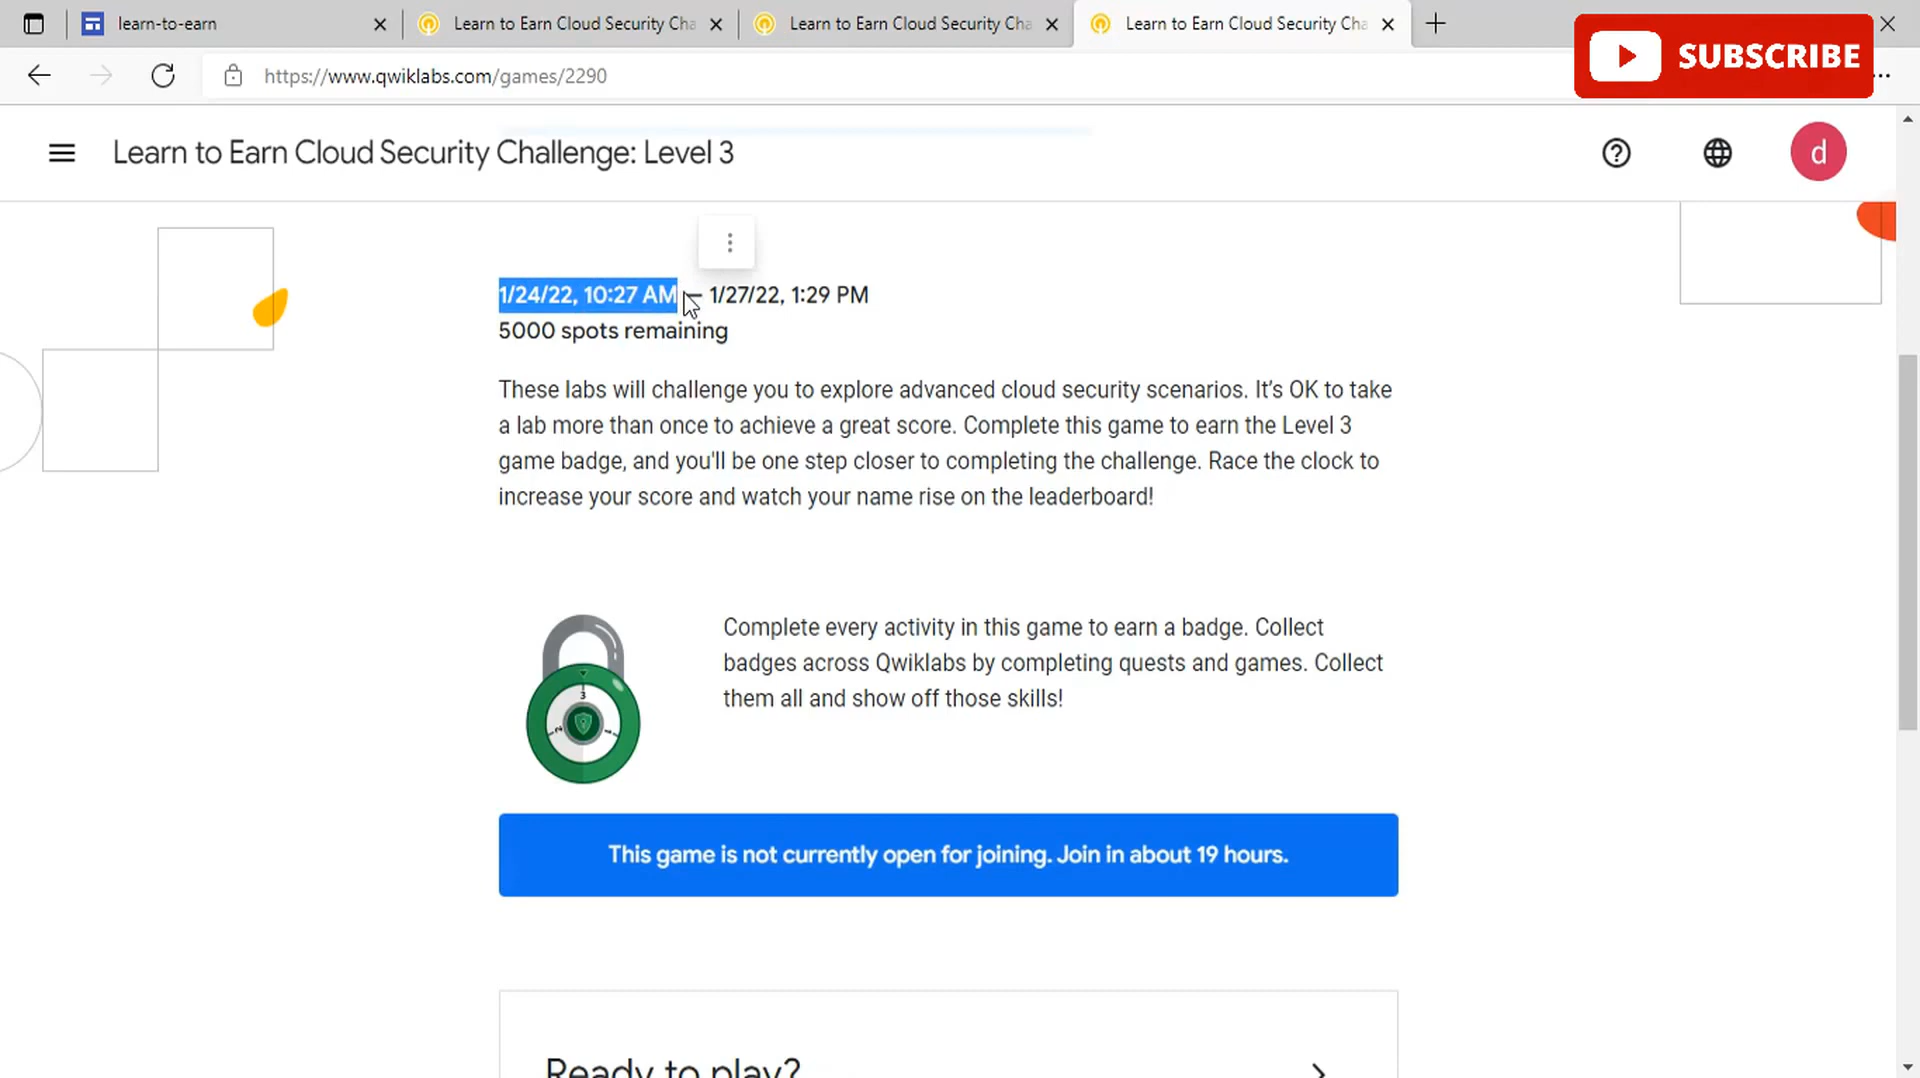 learn-to-earn
Learn to Earn Cloud Security Cha
Learn to Earn Cloud Security Cha
Learn to Earn Cloud Security Cha
SUBSCRIBE
https://www.qwiklabs.com/games/2290
Learn to Earn Cloud Security Challenge: Level 3
d
1/24/22, 10:27 AM – 1/27/22, 1:29 PM
5000 spots remaining
These labs will challenge you to explore advanced cloud security scenarios. It’s OK to take
a lab more than once to achieve a great score. Complete this game to earn the Level 3
game badge, and you'll be one step closer to completing the challenge. Race the clock to
increase your score and watch your name rise on the leaderboard!
3
Complete every activity in this game to earn a badge. Collect
badges across Qwiklabs by completing quests and games. Collect
them all and show off those skills!
This game is not currently open for joining. Join in about 19 hours.
Ready to play?